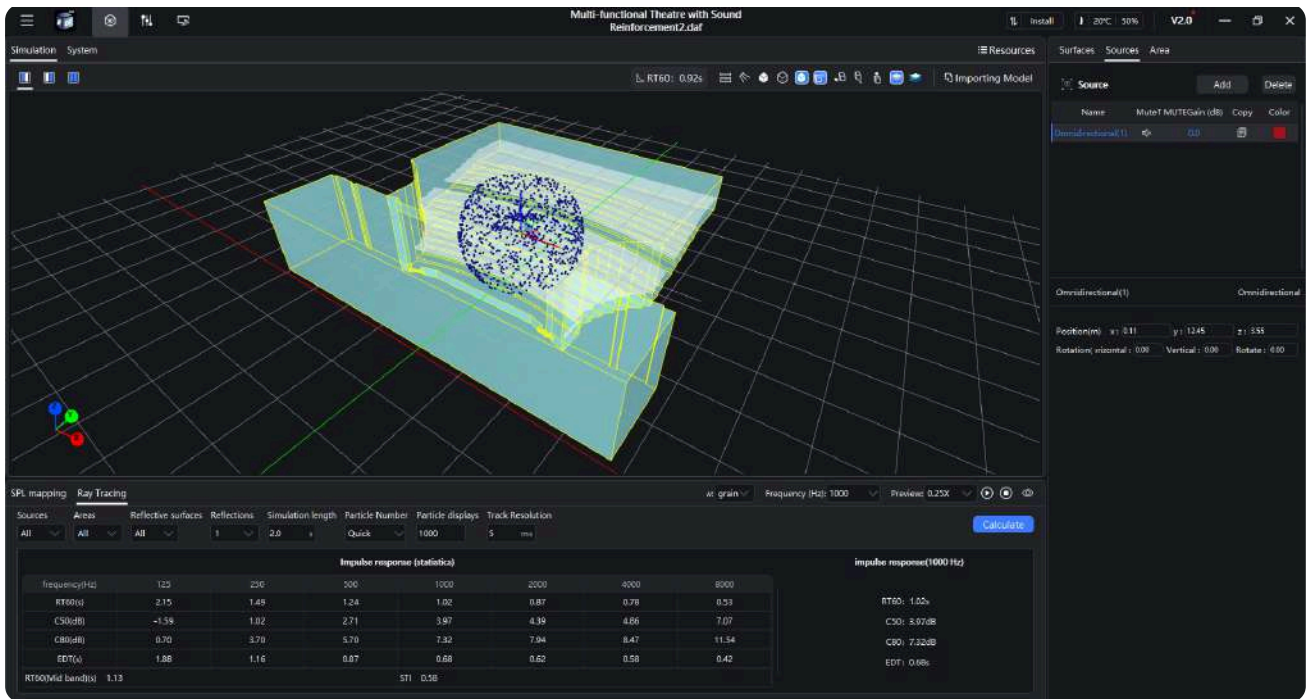 Multi-functional Theatre with Sound
Reinforcement2.daf
Install
20℃ 50%
V2.0
Simulation System
Resources
Surfaces Sources Area
RT60: 0.92s
Importing Model
Source
Add Delete
Name MuteT MUTEGain (dB) Copy Color
Omnidirectional(1) 0.0
Omnidirectional(1) Omnidirectional
Position(m) x: 0.11 y: 12.45 z: 3.55
Rotation( rizontal : 0.00 Vertical : 0.00 Rotate : 0.00
SPL mapping Ray Tracing
grain Frequency (Hz): 1000 Preview: 0.25X
Sources Areas Reflective surfaces Reflections Simulation length Particle Number Particle displays Track Resolution
All All All 1 2.0 s Quick 1000 5 ms
Calculate
Impulse response (statistics)
impulse response(1000 Hz)
frequency(Hz) 125 250 500 1000 2000 4000 8000
RT60(s) 2.15 1.49 1.24 1.02 0.87 0.78 0.53
C50(dB) -1.59 1.02 2.71 3.97 4.39 4.86 7.07
C80(dB) 0.70 3.70 5.70 7.32 7.94 8.47 11.54
EDT(s) 1.88 1.16 0.87 0.68 0.62 0.58 0.42
RT60(Mid band)(s) 1.13 STI 0.58
RT60: 1.02s
C50: 3.97dB
C80: 7.32dB
EDT: 0.68s